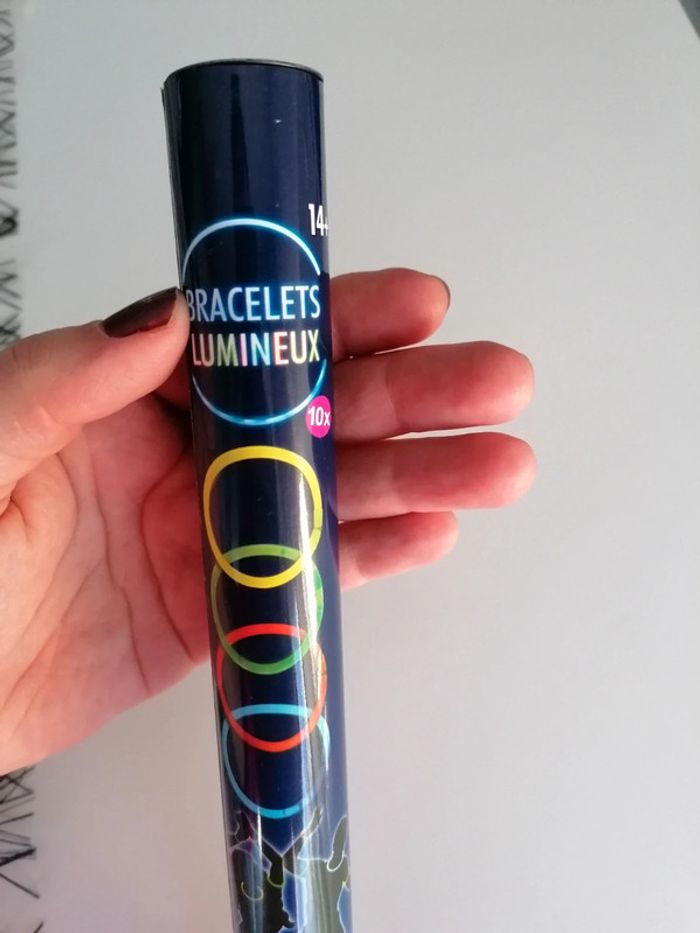 14+
BRACELETS
LUMINEUX
10x